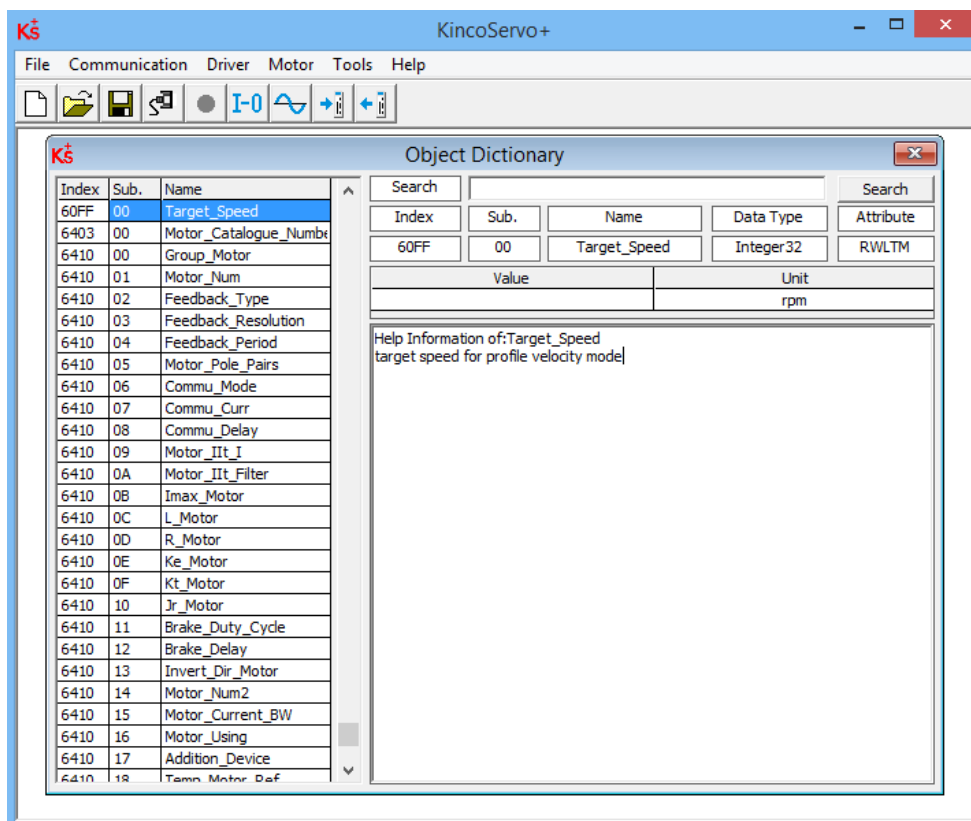 Kṡ KincoServo+
File Communication Driver Motor Tools Help
I-0
Kṡ Object Dictionary
Index Sub. Name
60FF 00 Target_Speed
6403 00 Motor_Catalogue_Numbe
6410 00 Group_Motor
6410 01 Motor_Num
6410 02 Feedback_Type
6410 03 Feedback_Resolution
6410 04 Feedback_Period
6410 05 Motor_Pole_Pairs
6410 06 Commu_Mode
6410 07 Commu_Curr
6410 08 Commu_Delay
6410 09 Motor_IIt_I
6410 0A Motor_IIt_Filter
6410 0B Imax_Motor
6410 0C L_Motor
6410 0D R_Motor
6410 0E Ke_Motor
6410 0F Kt_Motor
6410 10 Jr_Motor
6410 11 Brake_Duty_Cycle
6410 12 Brake_Delay
6410 13 Invert_Dir_Motor
6410 14 Motor_Num2
6410 15 Motor_Current_BW
6410 16 Motor_Using
6410 17 Addition_Device
6410 18 Temp_Motor_Ref
Search Search
Index Sub. Name Data Type Attribute
60FF 00 Target_Speed Integer32 RWLTM
Value Unit
rpm
Help Information of:Target_Speed
target speed for profile velocity mode